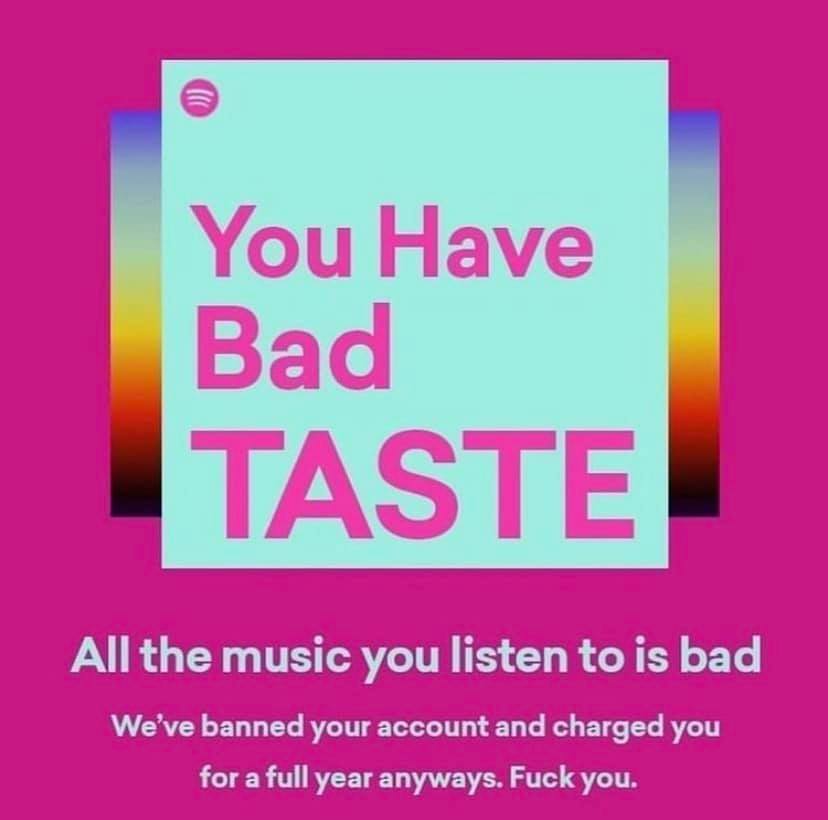 You Have
Bad
TASTE
All the music you listen to is bad
We've banned your account and charged you
for a full year anyways. Fuck you.